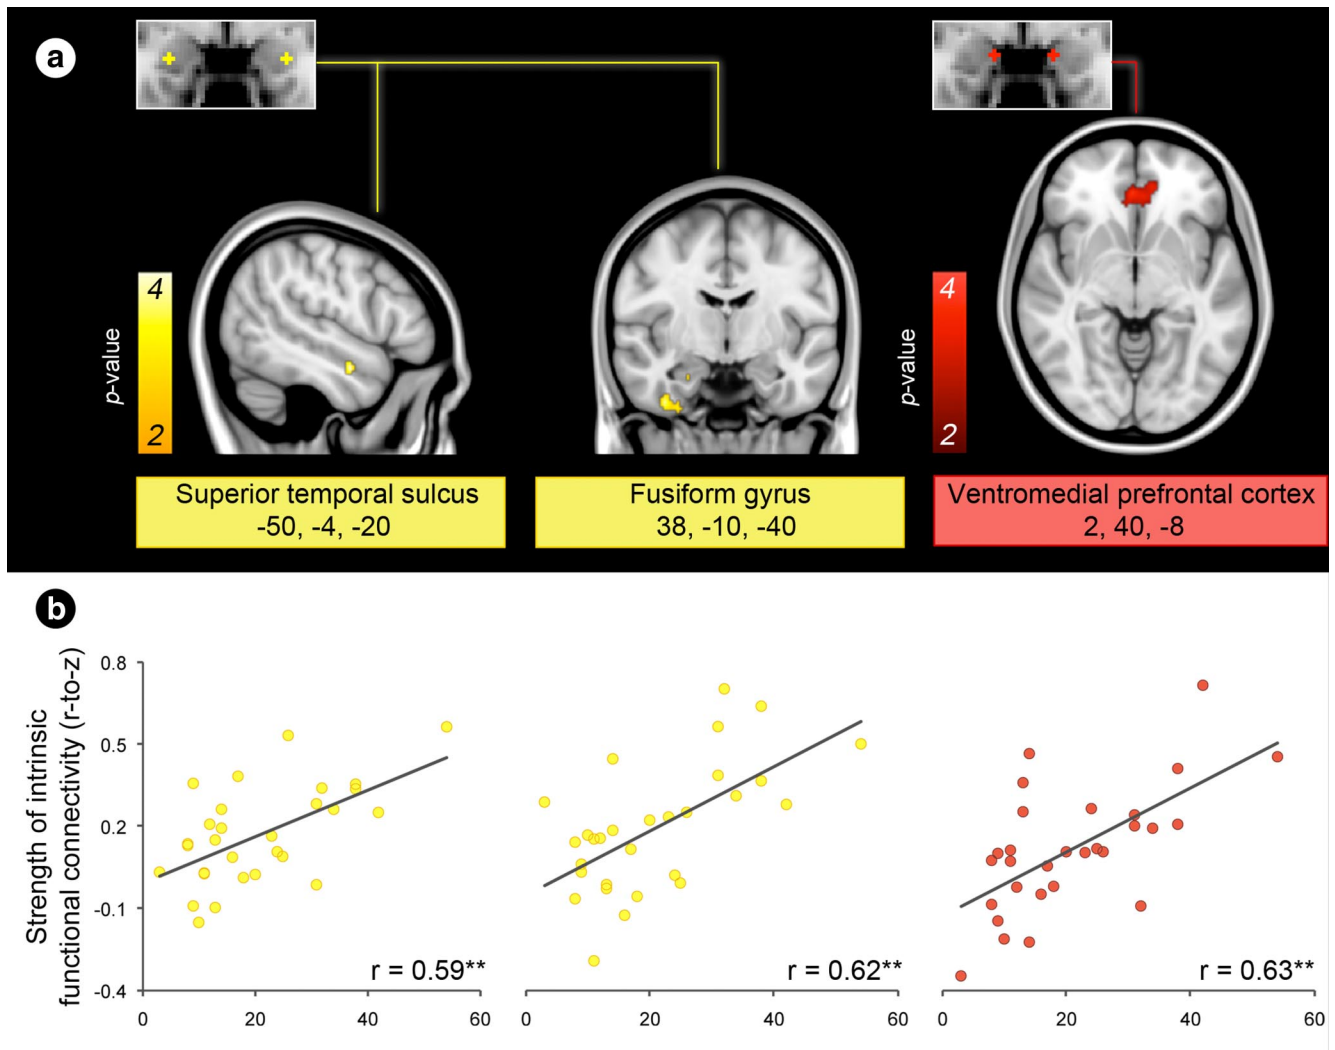 a
4
p-value
2
4
p-value
2
Superior temporal sulcus
-50, -4, -20
Fusiform gyrus
38, -10, -40
Ventromedial prefrontal cortex
2, 40, -8
b
Strength of intrinsic
functional connectivity (r-to-z)
0.8
0.5
0.2
-0.1
-0.4
r = 0.59**
r = 0.62**
r = 0.63**
0 20 40 60
0 20 40 60
0 20 40 60